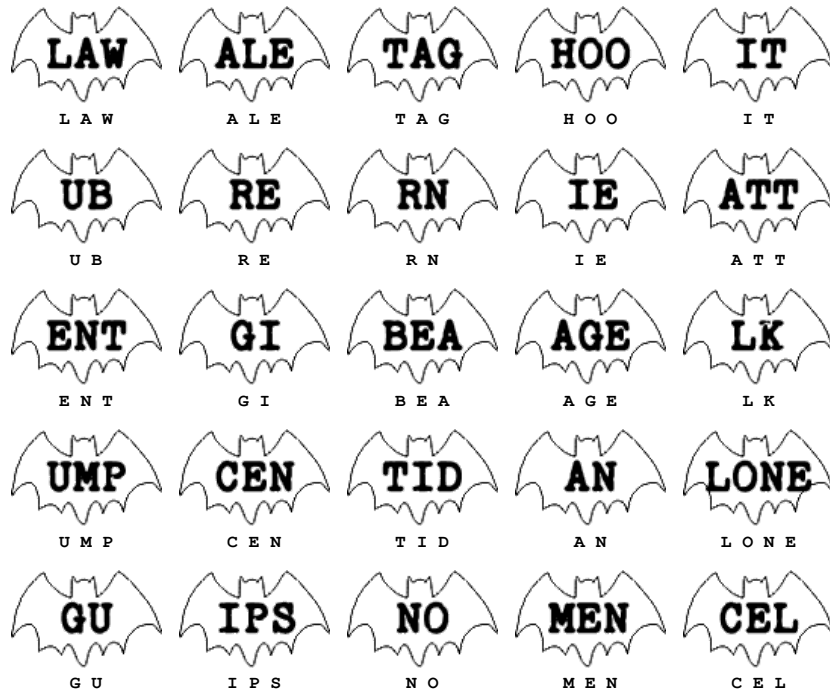 LAW ALE TAG HOO IT
L A W A L E T A G H O O I T
UB RE RN IE ATT
U B R E R N I E A T T
ENT GI BEA AGE LK
E N T G I B E A A G E L K
UMP CEN TID AN LONE
U M P C E N T I D A N L O N E
GU IPS NO MEN CEL
G U I P S N O M E N C E L